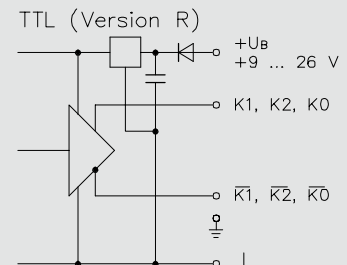 TTL (Version R)
+UB
+9 ... 26 V
K1, K2, K0
K̅1̅, K̅2̅, K̅0̅